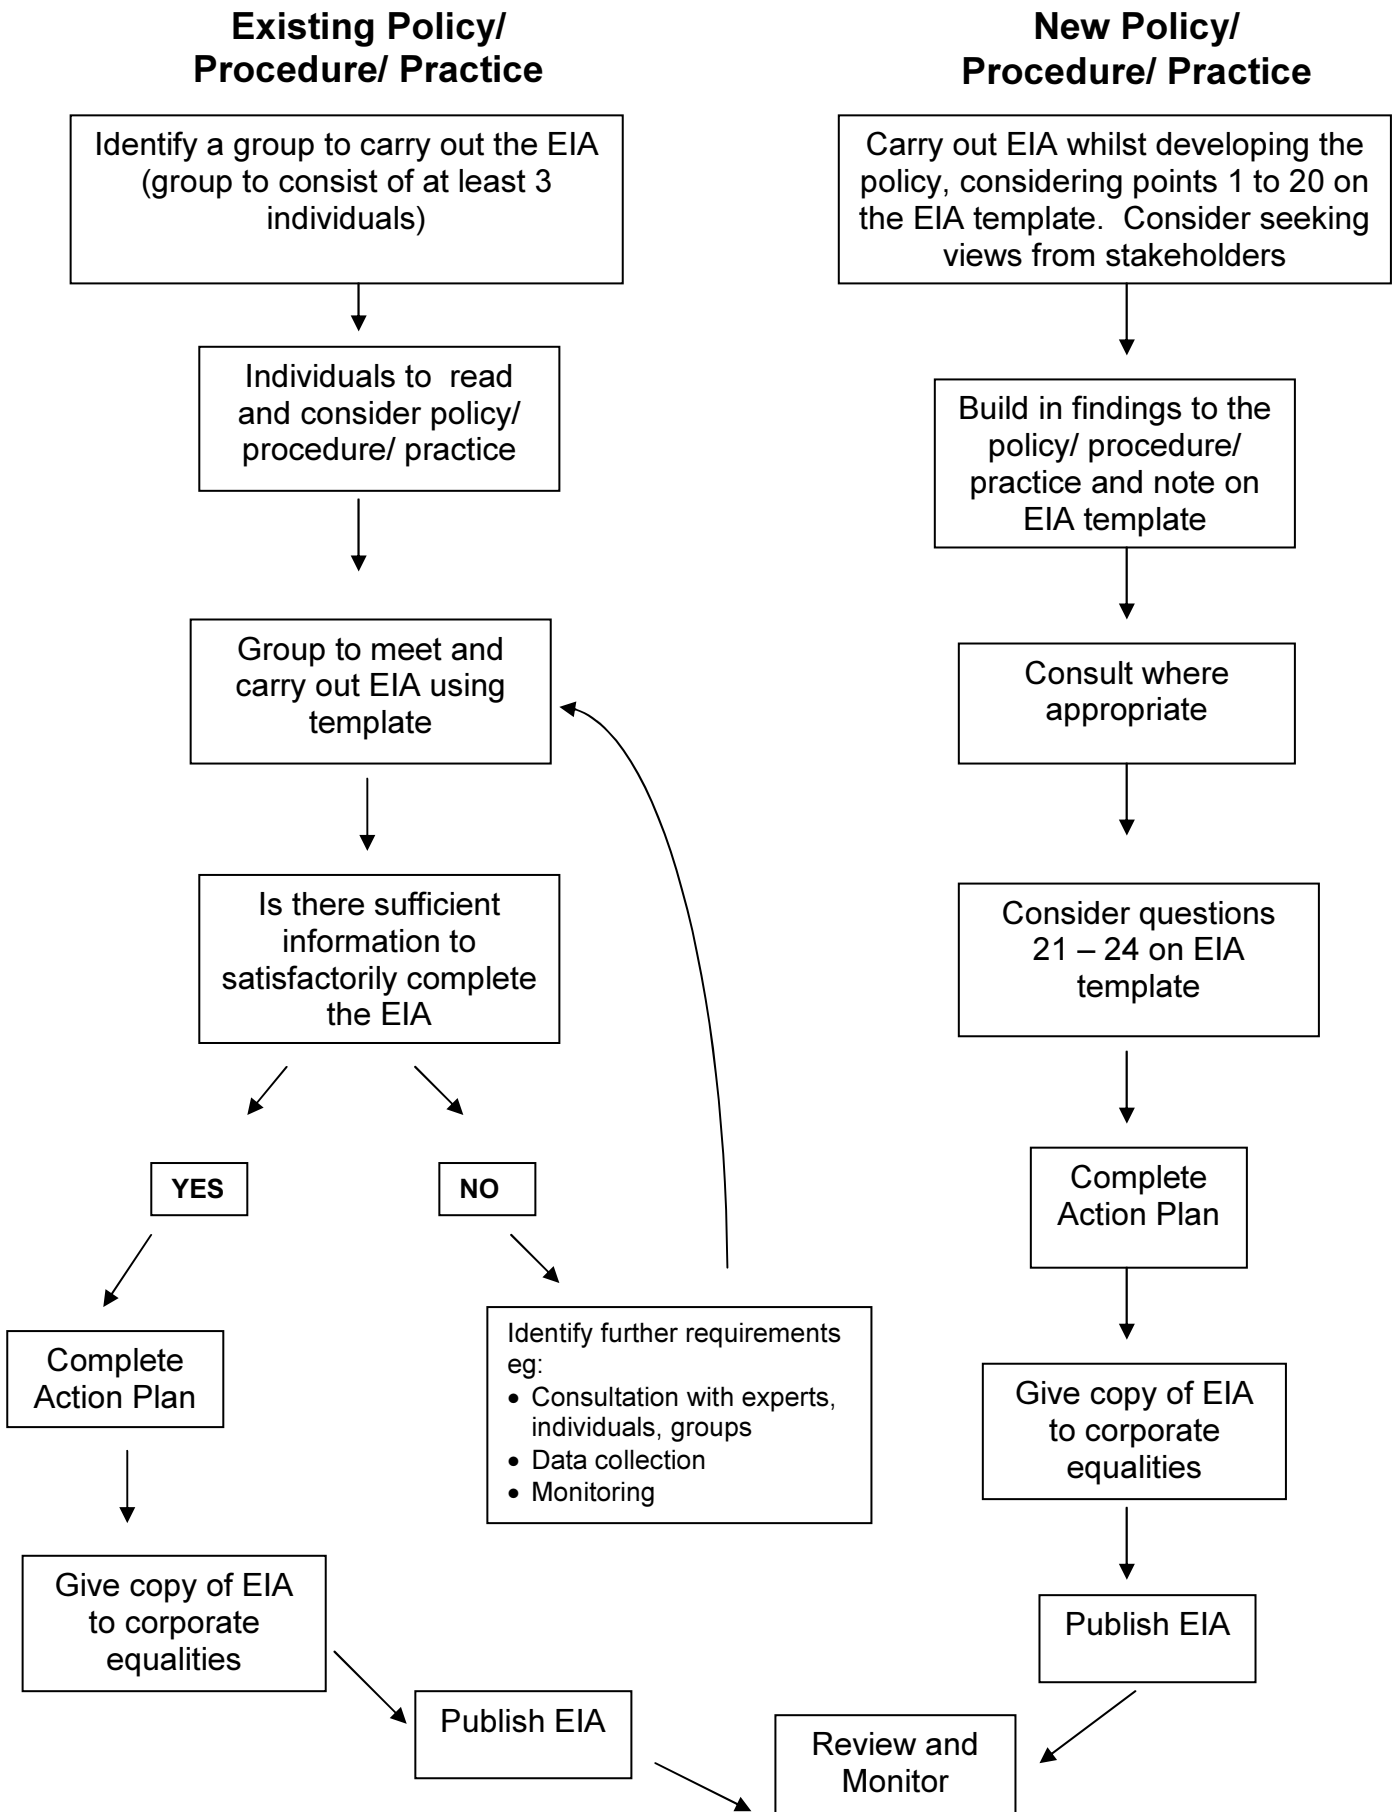 Existing Policy/
Procedure/ Practice
Identify a group to carry out the EIA
(group to consist of at least 3
individuals)
Individuals to  read
and consider policy/
procedure/ practice
Group to meet and
carry out EIA using
template
Is there sufficient
information to
satisfactorily complete
the EIA
YES
NO
Complete
Action Plan
Identify further requirements
eg:
• Consultation with experts,
individuals, groups
• Data collection
• Monitoring
Give copy of EIA
to corporate
equalities
Publish EIA
New Policy/
Procedure/ Practice
Carry out EIA whilst developing the
policy, considering points 1 to 20 on
the EIA template.  Consider seeking
views from stakeholders
Build in findings to the
policy/ procedure/
practice and note on
EIA template
Consult where
appropriate
Consider questions
21 – 24 on EIA
template
Complete
Action Plan
Give copy of EIA
to corporate
equalities
Publish EIA
Review and
Monitor